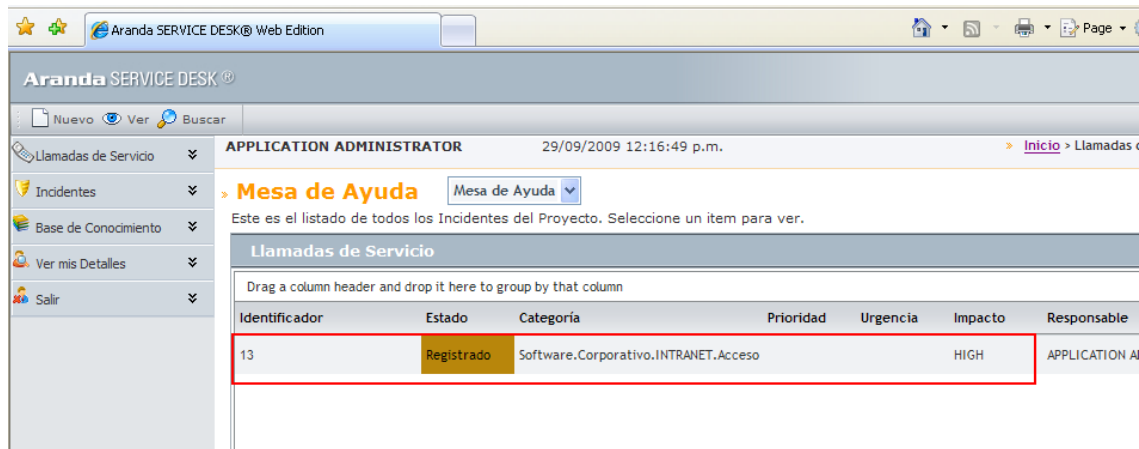 Aranda SERVICE DESK® Web Edition
Page
Aranda SERVICE DESK ®
Nuevo Ver Buscar
Llamadas de Servicio
Incidentes
Base de Conocimiento
Ver mis Detalles
Salir
APPLICATION ADMINISTRATOR 29/09/2009 12:16:49 p.m. » Inicio > Llamadas
» Mesa de Ayuda Mesa de Ayuda
Este es el listado de todos los Incidentes del Proyecto. Seleccione un item para ver.
Llamadas de Servicio
Drag a column header and drop it here to group by that column
Identificador Estado Categoría Prioridad Urgencia Impacto Responsable
13 Registrado Software.Corporativo.INTRANET.Acceso HIGH APPLICATION